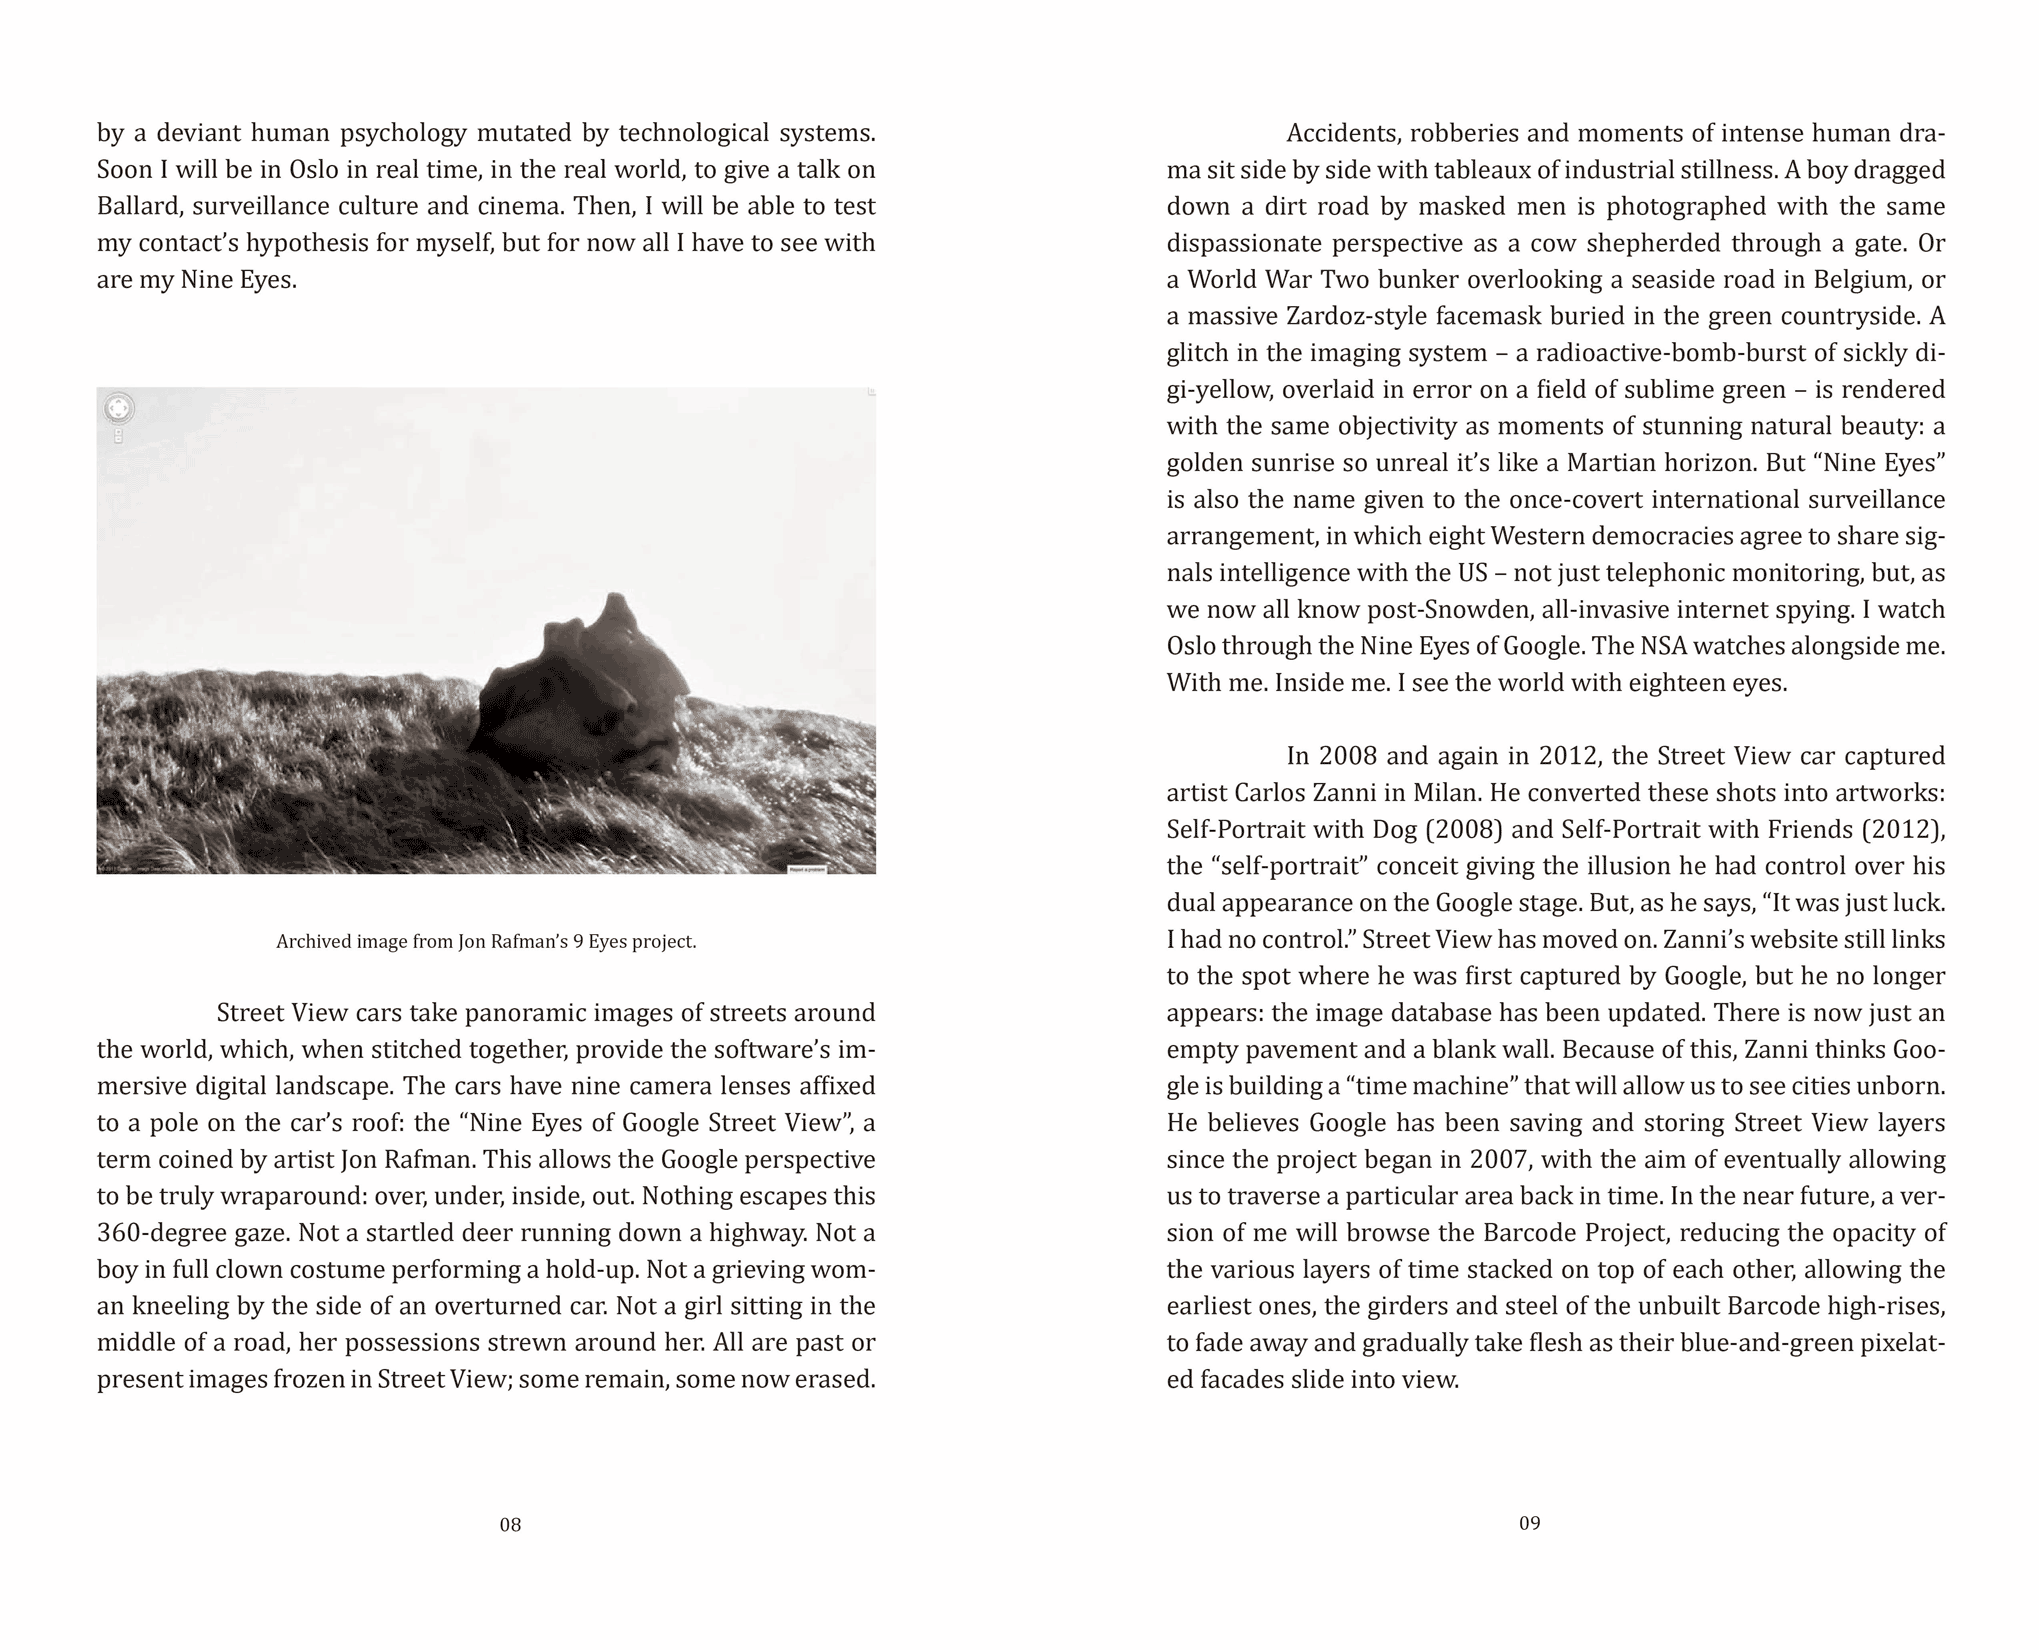 by a deviant human psychology mutated by technological systems.
Soon I will be in Oslo in real time, in the real world, to give a talk on
Ballard, surveillance culture and cinema. Then, I will be able to test
my contact’s hypothesis for myself, but for now all I have to see with
are my Nine Eyes.
Report a problem
Archived image from Jon Rafman’s 9 Eyes project.
Street View cars take panoramic images of streets around
the world, which, when stitched together, provide the software’s im-
mersive digital landscape. The cars have nine camera lenses affixed
to a pole on the car’s roof: the “Nine Eyes of Google Street View”, a
term coined by artist Jon Rafman. This allows the Google perspective
to be truly wraparound: over, under, inside, out. Nothing escapes this
360-degree gaze. Not a startled deer running down a highway. Not a
boy in full clown costume performing a hold-up. Not a grieving wom-
an kneeling by the side of an overturned car. Not a girl sitting in the
middle of a road, her possessions strewn around her. All are past or
present images frozen in Street View; some remain, some now erased.
08
Accidents, robberies and moments of intense human dra-
ma sit side by side with tableaux of industrial stillness. A boy dragged
down a dirt road by masked men is photographed with the same
dispassionate perspective as a cow shepherded through a gate. Or
a World War Two bunker overlooking a seaside road in Belgium, or
a massive Zardoz-style facemask buried in the green countryside. A
glitch in the imaging system – a radioactive-bomb-burst of sickly di-
gi-yellow, overlaid in error on a field of sublime green – is rendered
with the same objectivity as moments of stunning natural beauty: a
golden sunrise so unreal it’s like a Martian horizon. But “Nine Eyes”
is also the name given to the once-covert international surveillance
arrangement, in which eight Western democracies agree to share sig-
nals intelligence with the US – not just telephonic monitoring, but, as
we now all know post-Snowden, all-invasive internet spying. I watch
Oslo through the Nine Eyes of Google. The NSA watches alongside me.
With me. Inside me. I see the world with eighteen eyes.
In 2008 and again in 2012, the Street View car captured
artist Carlos Zanni in Milan. He converted these shots into artworks:
Self-Portrait with Dog (2008) and Self-Portrait with Friends (2012),
the “self-portrait” conceit giving the illusion he had control over his
dual appearance on the Google stage. But, as he says, “It was just luck.
I had no control.” Street View has moved on. Zanni’s website still links
to the spot where he was first captured by Google, but he no longer
appears: the image database has been updated. There is now just an
empty pavement and a blank wall. Because of this, Zanni thinks Goo-
gle is building a “time machine” that will allow us to see cities unborn.
He believes Google has been saving and storing Street View layers
since the project began in 2007, with the aim of eventually allowing
us to traverse a particular area back in time. In the near future, a ver-
sion of me will browse the Barcode Project, reducing the opacity of
the various layers of time stacked on top of each other, allowing the
earliest ones, the girders and steel of the unbuilt Barcode high-rises,
to fade away and gradually take flesh as their blue-and-green pixelat-
ed facades slide into view.
09